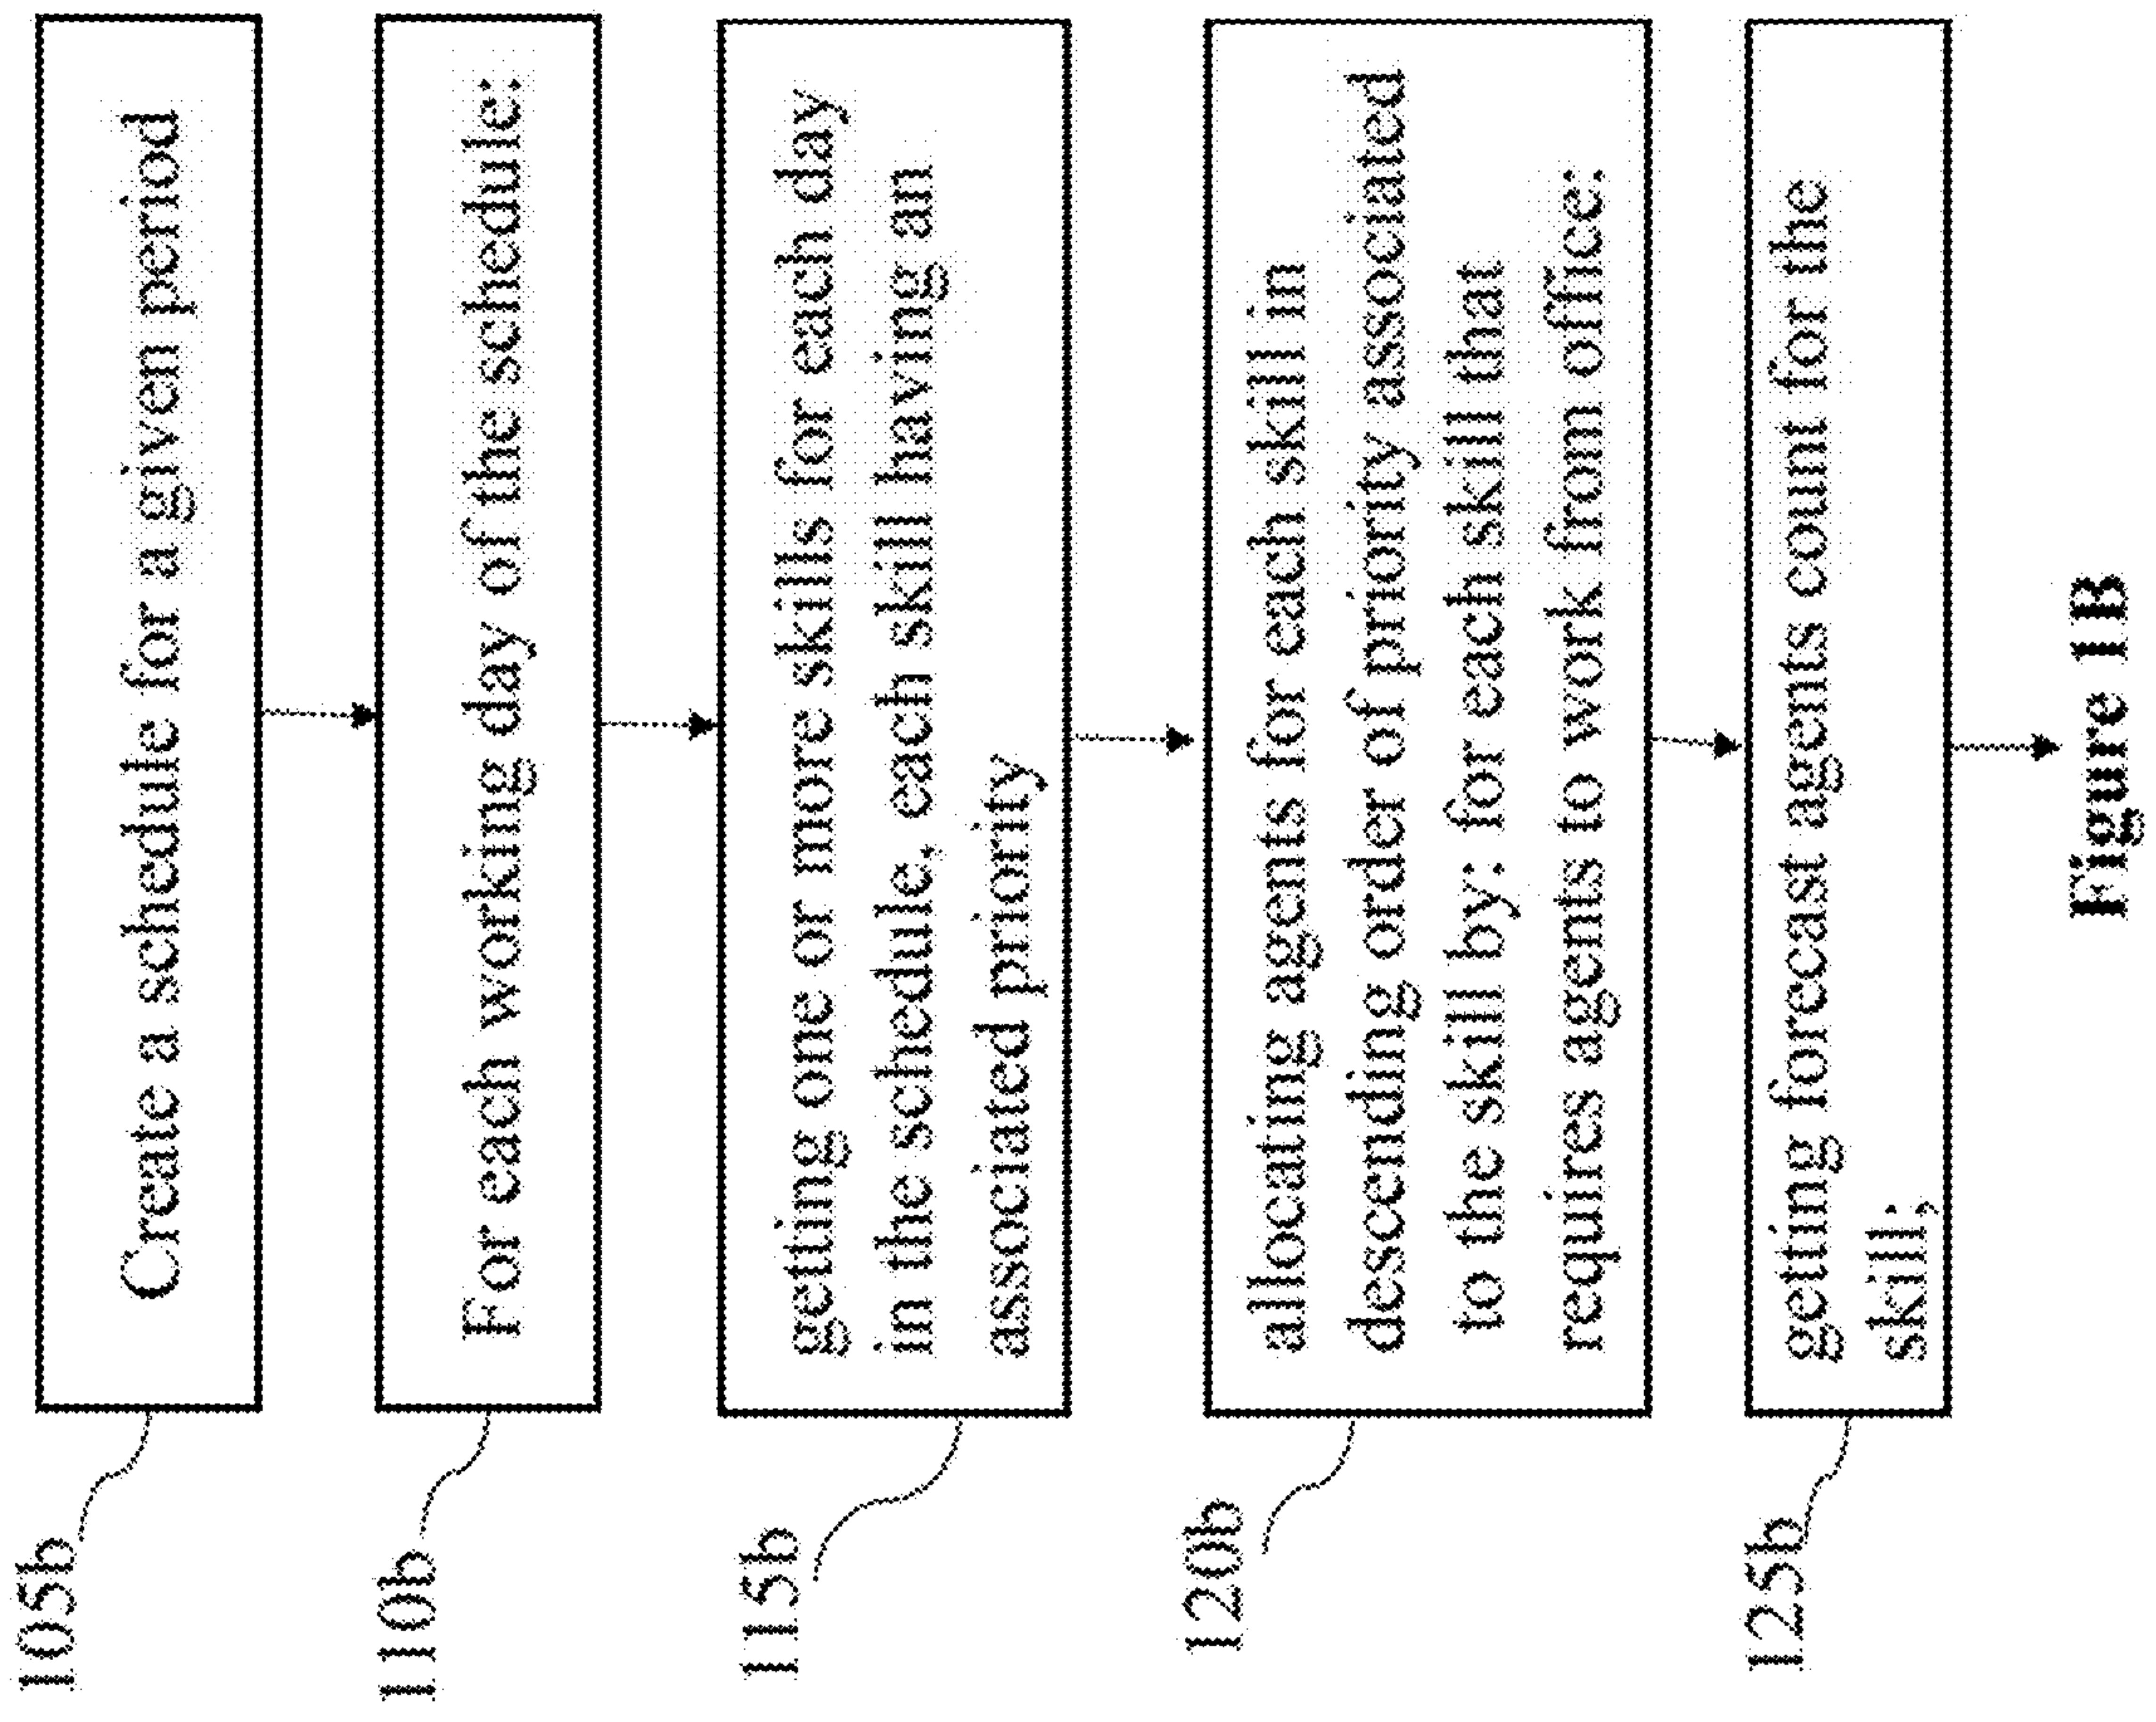 105b
Create a schedule for a given period
110b
For each working day of the schedule:
115b
getting one or more skills for each day
in the schedule, each skill having an
associated priority
120b
allocating agents for each skill in
descending order of priority associated
to the skill by: for each skill that
requires agents to work from office:
125b
getting forecast agents count for the
skill;
Figure 1B